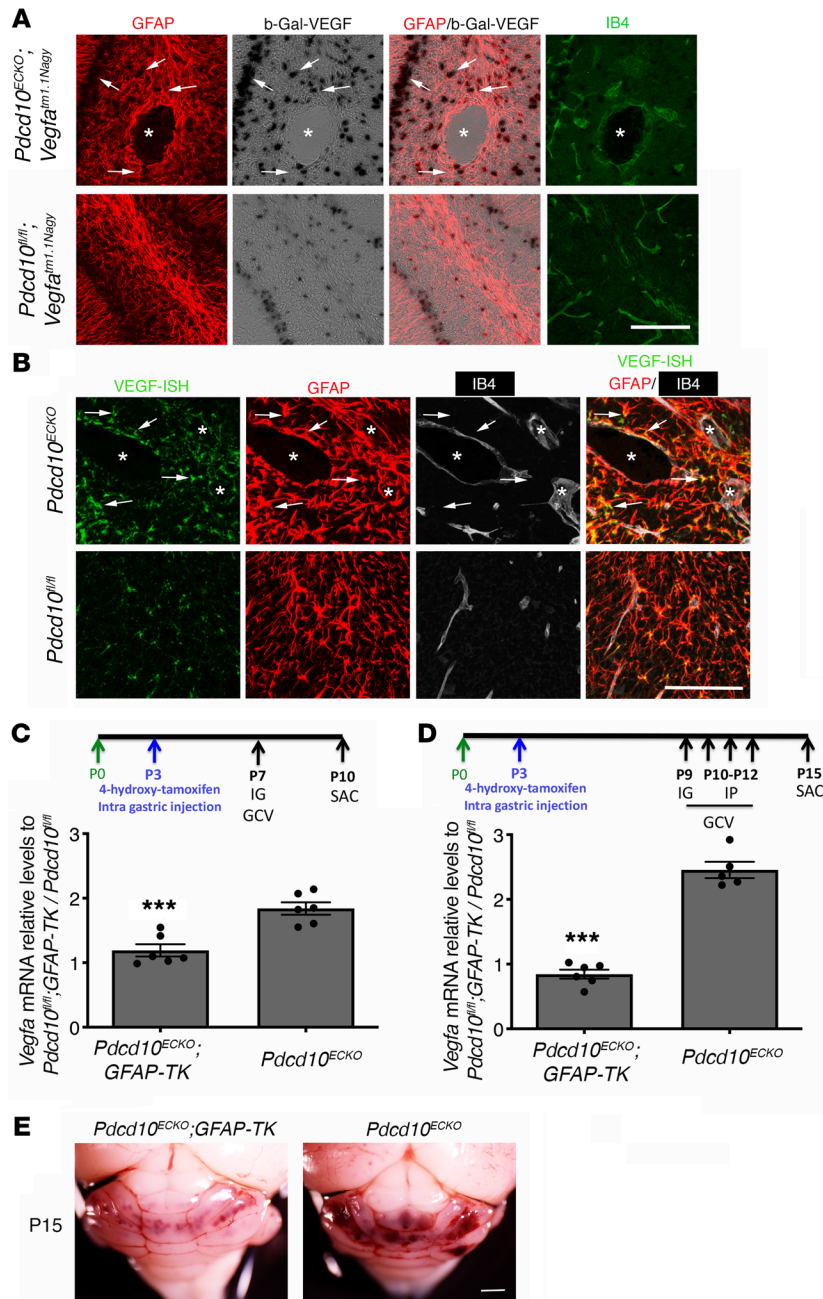 A
GFAP
b-Gal-VEGF
GFAP/b-Gal-VEGF
IB4
Pdcd10ECKO;
Vegfatm1.1Nagy
*
*
*
*
Pdcd10fl/fl;
Vegfatm1.1Nagy
B
VEGF-ISH
GFAP
IB4
VEGF-ISH
GFAP/ IB4
Pdcd10ECKO
* * *
* * *
* * *
* * *
Pdcd10fl/fl
C
P0
P3
4-hydroxy-tamoxifen
Intra gastric injection
P7
IG
GCV
P10
SAC
Vegfa mRNA relative levels to
Pdcd10fl/fl;GFAP-TK / Pdcd10fl/fl
3
2
1
0
***
Pdcd10ECKO;
GFAP-TK
Pdcd10ECKO
D
P0
P3
4-hydroxy-tamoxifen
Intra gastric injection
P9 P10-P12
IG IP
GCV
P15
SAC
Vegfa mRNA relative levels to
Pdcd10fl/fl;GFAP-TK / Pdcd10fl/fl
3
2
1
0
***
Pdcd10ECKO;
GFAP-TK
Pdcd10ECKO
E
Pdcd10ECKO;GFAP-TK
Pdcd10ECKO
P15